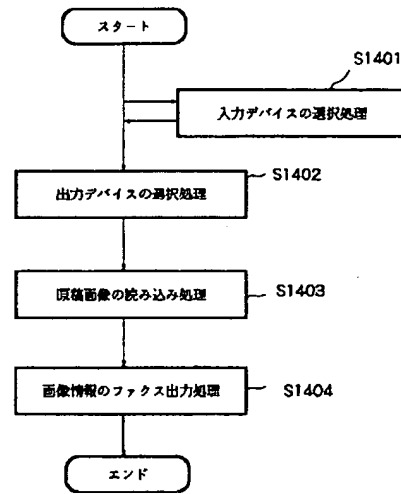 スタート
S1401
入力デバイスの選択処理
S1402
出力デバイスの選択処理
原稿画像の読み込み処理
S1403
画像情報のファクス出力処理
S1404
エンド